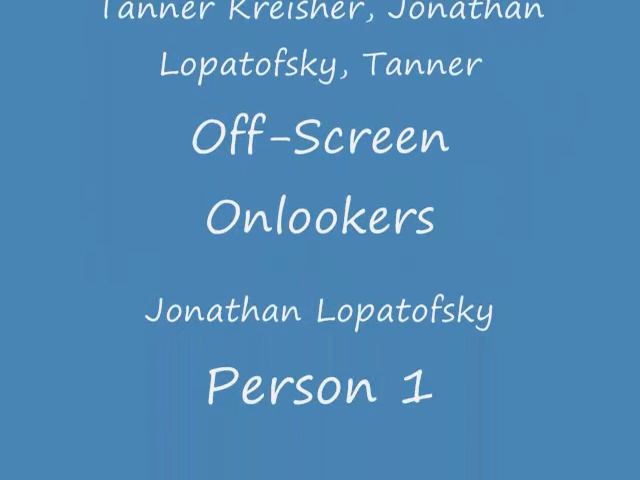 Tanner Kreisher, Jonathan
Lopatofsky, Tanner
Off-Screen
Onlookers
Jonathan Lopatofsky
Person 1